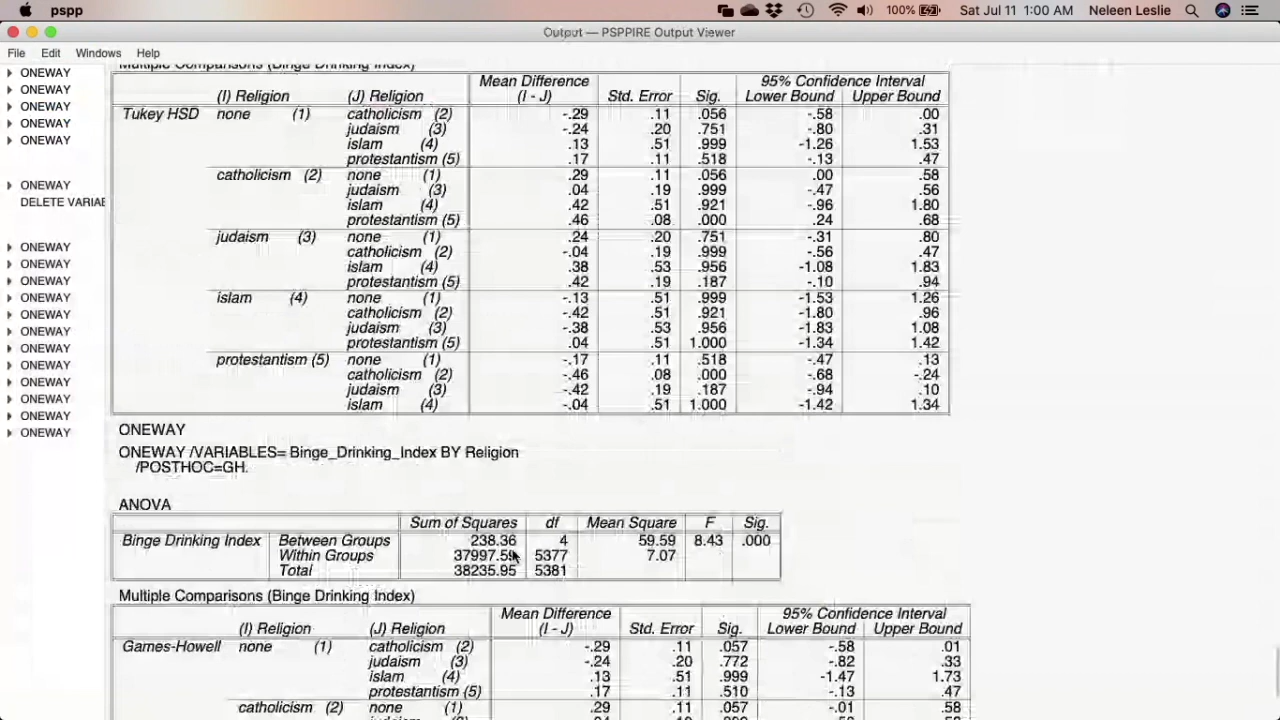 pspp 100% Sat Jul 11 1:00 AM Neleen Leslie
Output — PSPPIRE Output Viewer
File Edit Windows Help
ONEWAY
ONEWAY
ONEWAY
ONEWAY
ONEWAY
ONEWAY
DELETE VARIAB
ONEWAY
ONEWAY
ONEWAY
ONEWAY
ONEWAY
ONEWAY
ONEWAY
ONEWAY
ONEWAY
ONEWAY
ONEWAY
ONEWAY
Multiple Comparisons (Binge Drinking Index)
Mean Difference 95% Confidence Interval
(I) Religion (J) Religion (I - J) Std. Error Sig. Lower Bound Upper Bound
Tukey HSD none (1) catholicism (2) -.29 .11 .056 -.58 .00
judaism (3) -.24 .20 .751 -.80 .31
islam (4) .13 .51 .999 -1.26 1.53
protestantism (5) .17 .11 .518 -.13 .47
catholicism (2) none (1) .29 .11 .056 .00 .58
judaism (3) .04 .19 .999 -.47 .56
islam (4) .42 .51 .921 -.96 1.80
protestantism (5) .46 .08 .000 .24 .68
judaism (3) none (1) .24 .20 .751 -.31 .80
catholicism (2) -.04 .19 .999 -.56 .47
islam (4) .38 .53 .956 -1.08 1.83
protestantism (5) .42 .19 .187 -.10 .94
islam (4) none (1) -.13 .51 .999 -1.53 1.26
catholicism (2) -.42 .51 .921 -1.80 .96
judaism (3) -.38 .53 .956 -1.83 1.08
protestantism (5) .04 .51 1.000 -1.34 1.42
protestantism (5) none (1) -.17 .11 .518 -.47 .13
catholicism (2) -.46 .08 .000 -.68 -.24
judaism (3) -.42 .19 .187 -.94 .10
islam (4) -.04 .51 1.000 -1.42 1.34
ONEWAY
ONEWAY /VARIABLES= Binge_Drinking_Index BY Religion
/POSTHOC=GH.
ANOVA
Sum of Squares df Mean Square F Sig.
Binge Drinking Index Between Groups 238.36 4 59.59 8.43 .000
Within Groups 37997.59 5377 7.07
Total 38235.95 5381
Multiple Comparisons (Binge Drinking Index)
Mean Difference 95% Confidence Interval
(I) Religion (J) Religion (I - J) Std. Error Sig. Lower Bound Upper Bound
Games-Howell none (1) catholicism (2) -.29 .11 .057 -.58 .01
judaism (3) -.24 .20 .772 -.82 .33
islam (4) .13 .51 .999 -1.47 1.73
protestantism (5) .17 .11 .510 -.13 .47
catholicism (2) none (1) .29 .11 .057 -.01 .58